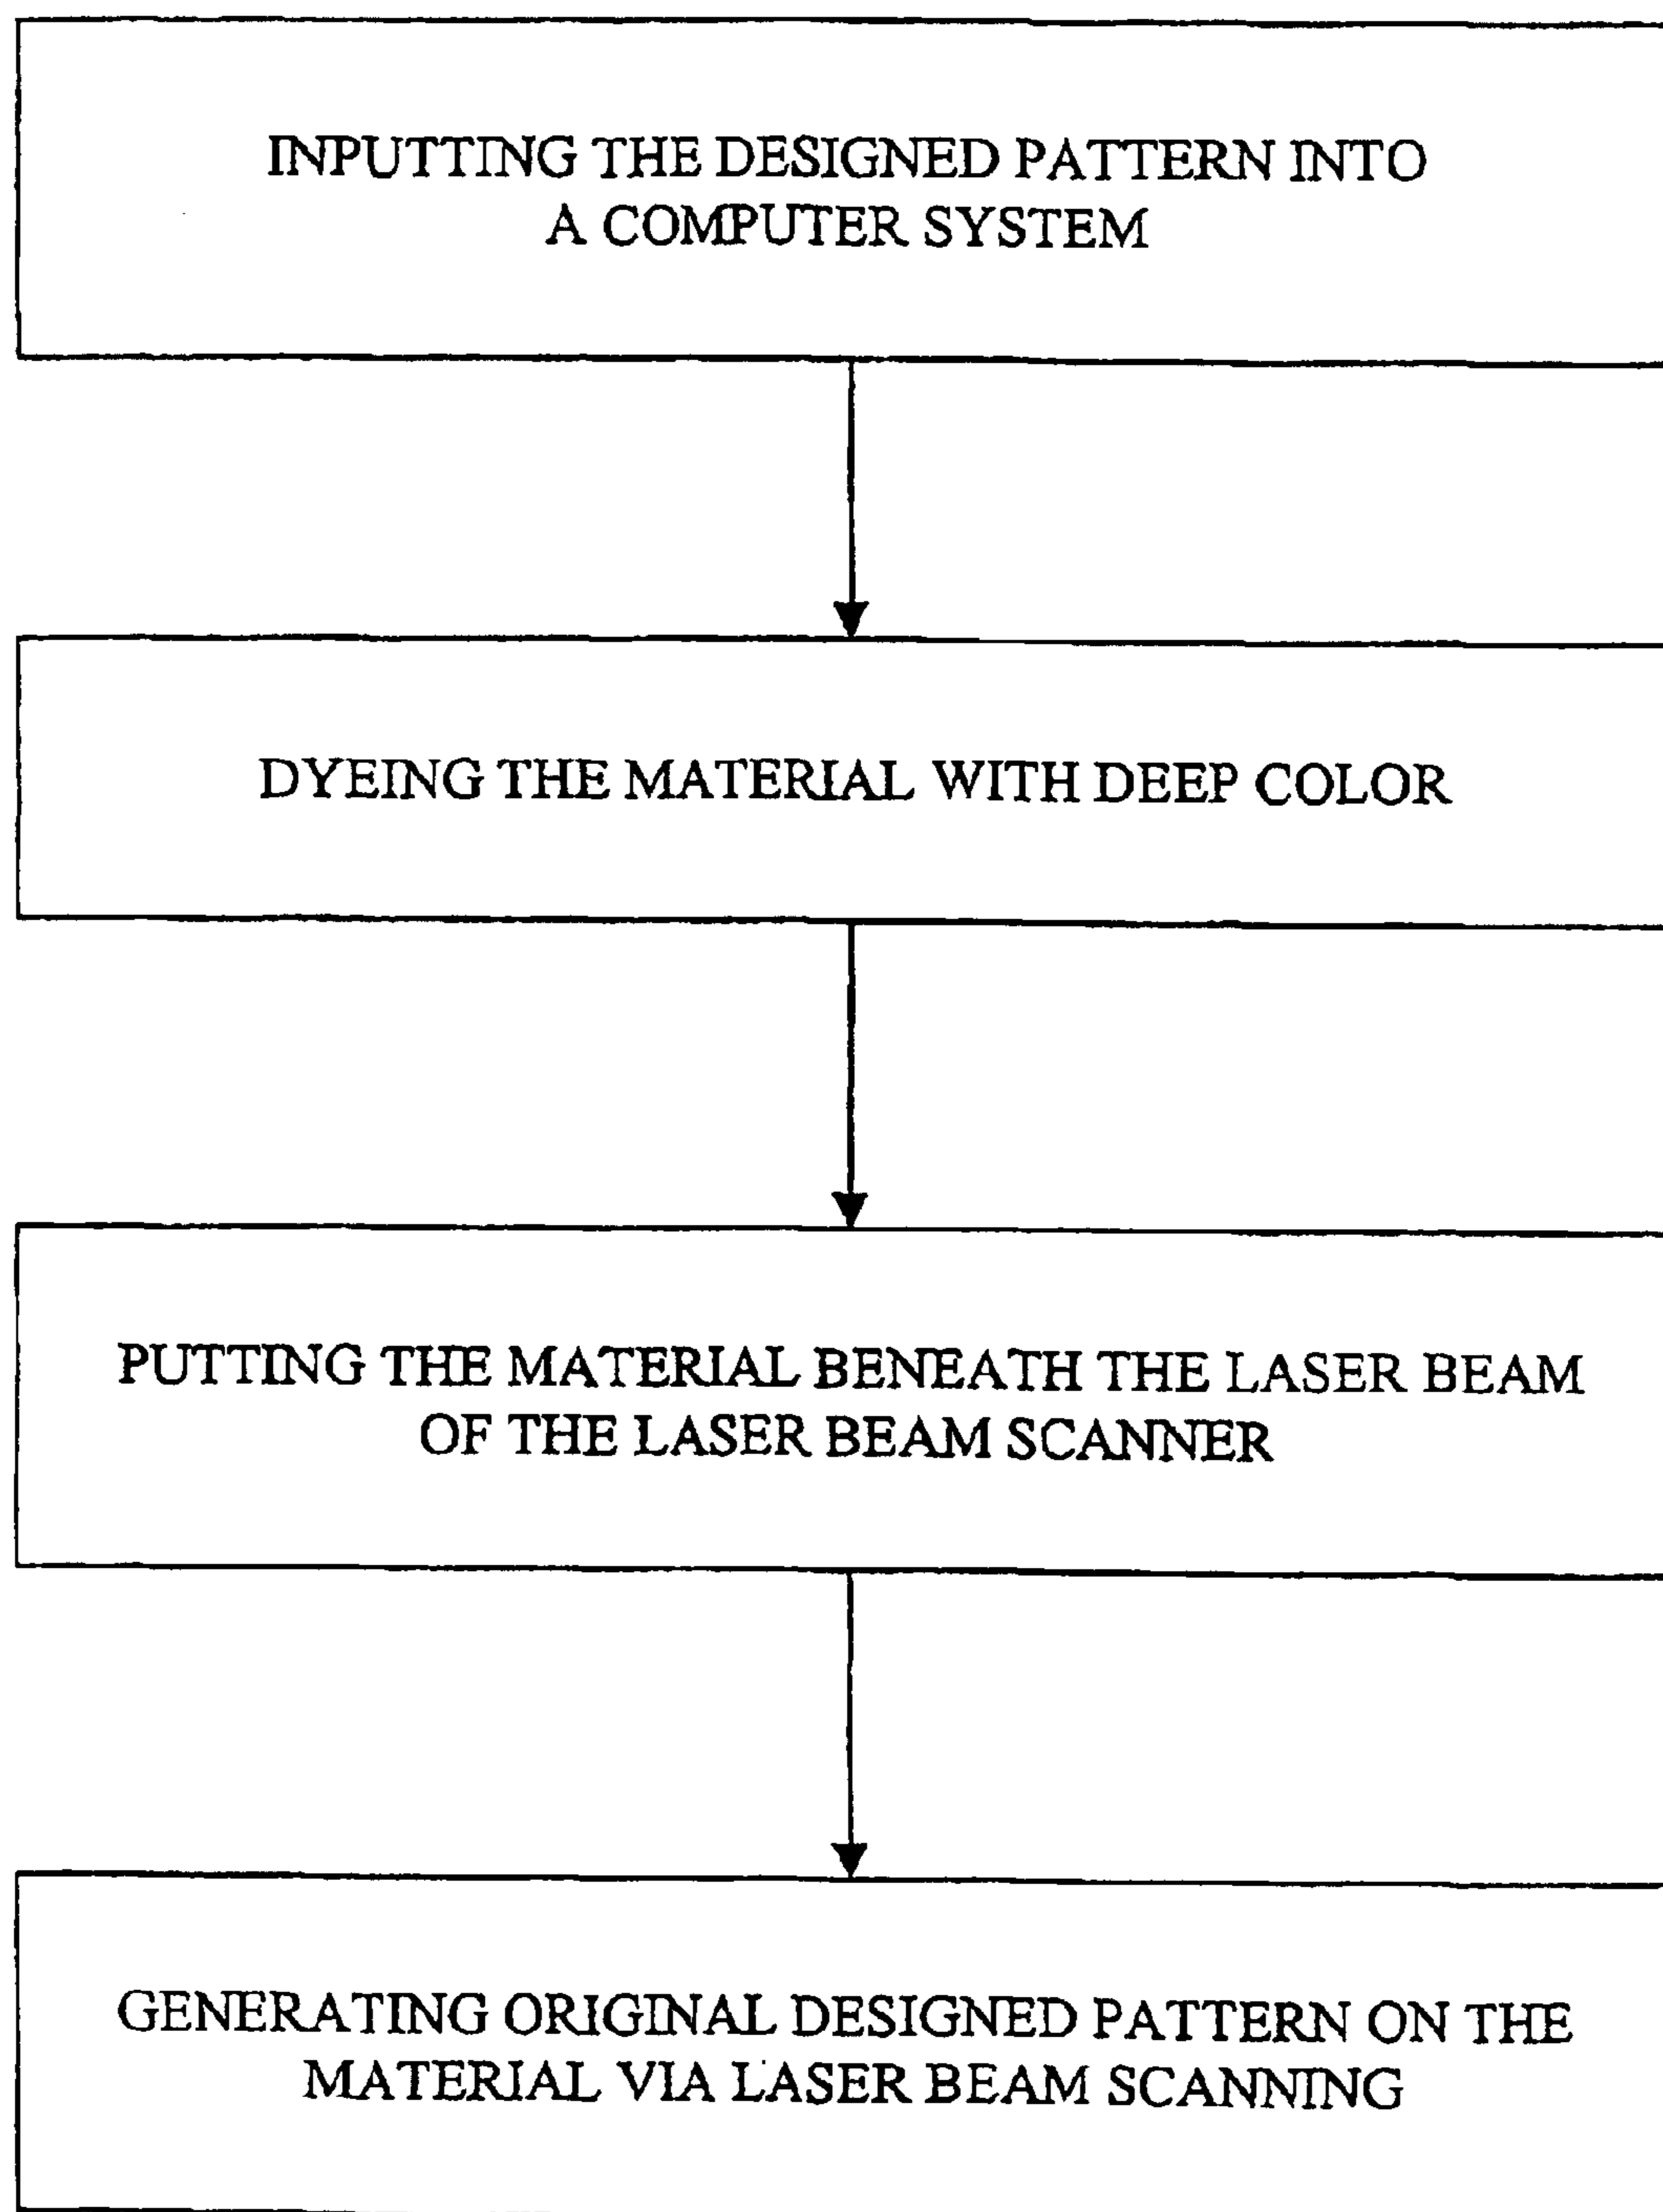 INPUTTING THE DESIGNED PATTERN INTO
A COMPUTER SYSTEM
DYEING THE MATERIAL WITH DEEP COLOR
PUTTING THE MATERIAL BENEATH THE LASER BEAM
OF THE LASER BEAM SCANNER
GENERATING ORIGINAL DESIGNED PATTERN ON THE
MATERIAL VIA LASER BEAM SCANNING